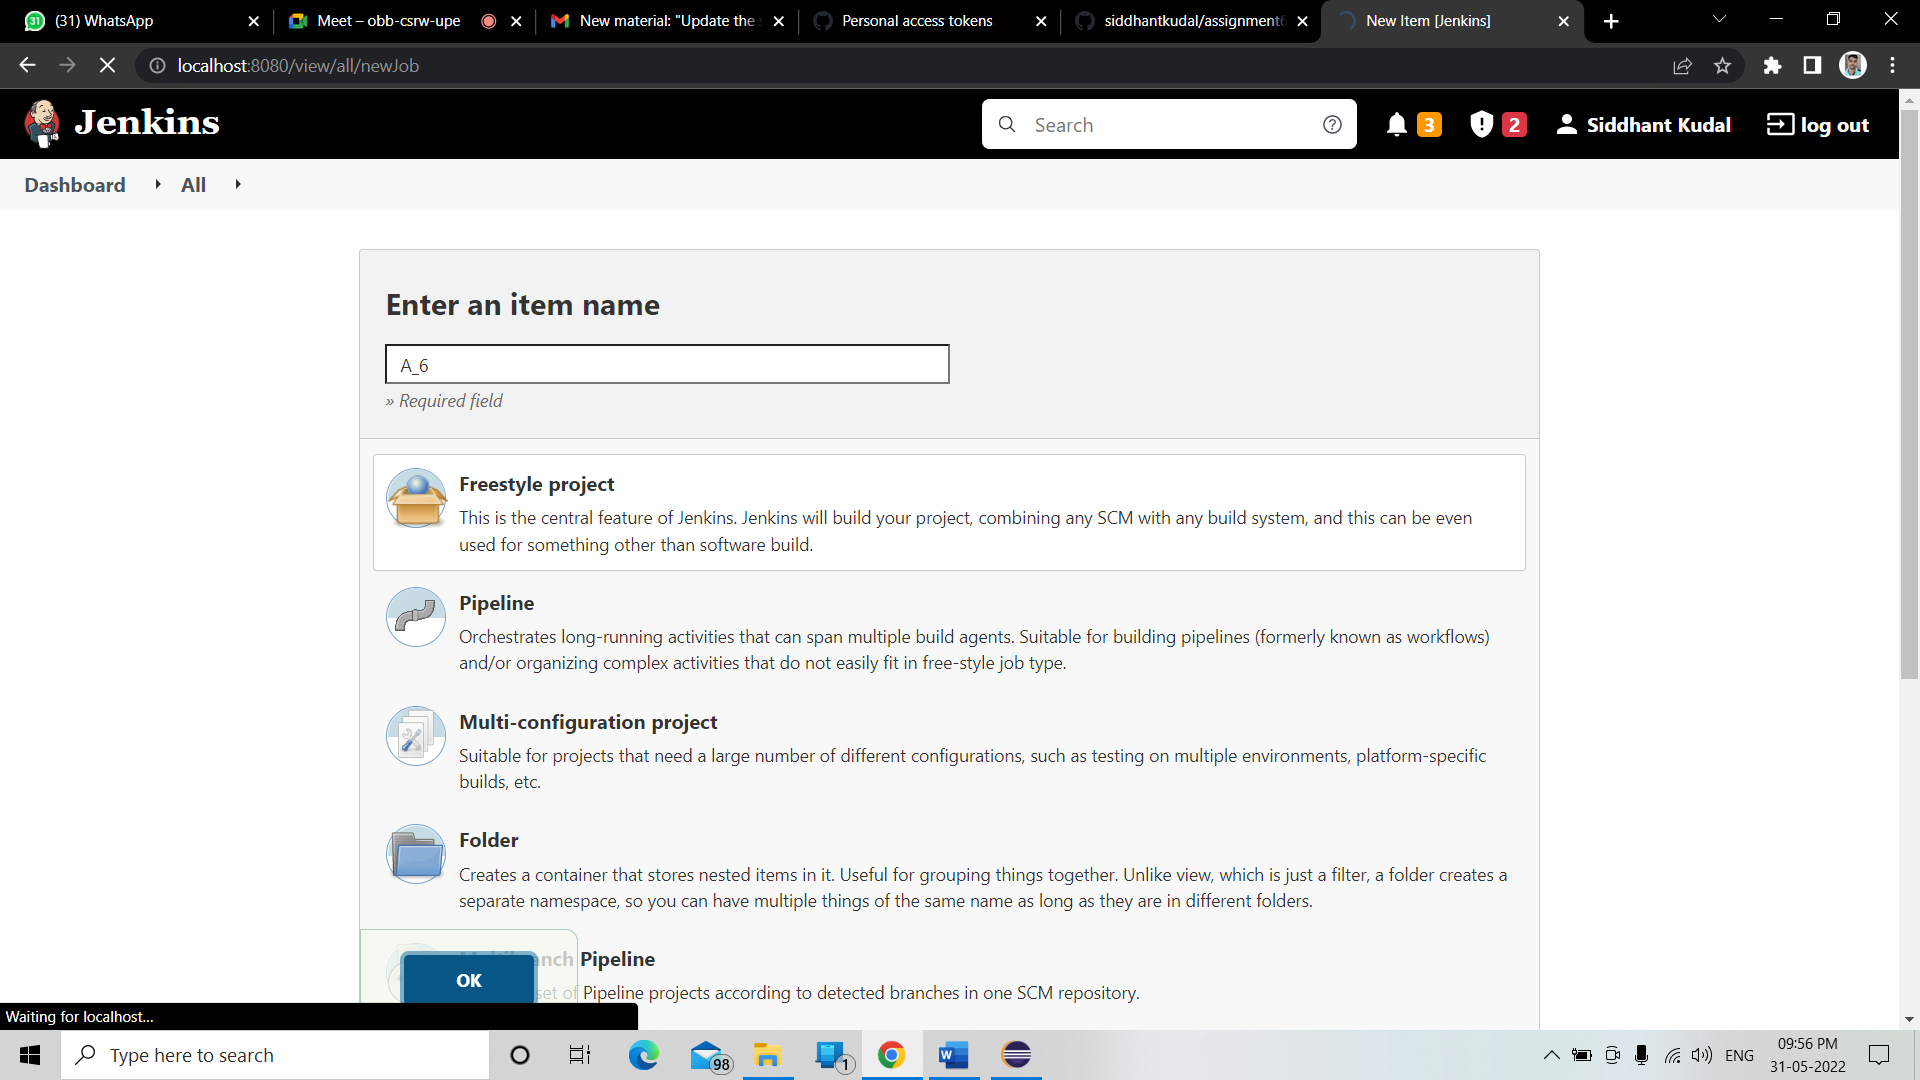 (31) WhatsApp
Meet – obb-csrw-upe
New material: "Update the
Personal access tokens
siddhantkudal/assignment6
New Item [Jenkins]
localhost:8080/view/all/newJob
Jenkins
Search
3
2
Siddhant Kudal
log out
Dashboard
All
Enter an item name
A_6
» Required field
Freestyle project
This is the central feature of Jenkins. Jenkins will build your project, combining any SCM with any build system, and this can be even
used for something other than software build.
Pipeline
Orchestrates long-running activities that can span multiple build agents. Suitable for building pipelines (formerly known as workflows)
and/or organizing complex activities that do not easily fit in free-style job type.
Multi-configuration project
Suitable for projects that need a large number of different configurations, such as testing on multiple environments, platform-specific
builds, etc.
Folder
Creates a container that stores nested items in it. Useful for grouping things together. Unlike view, which is just a filter, a folder creates a
separate namespace, so you can have multiple things of the same name as long as they are in different folders.
Pipeline
OK
set of Pipeline projects according to detected branches in one SCM repository.
Waiting for localhost...
Type here to search
98
1
ENG
09:56 PM
31-05-2022